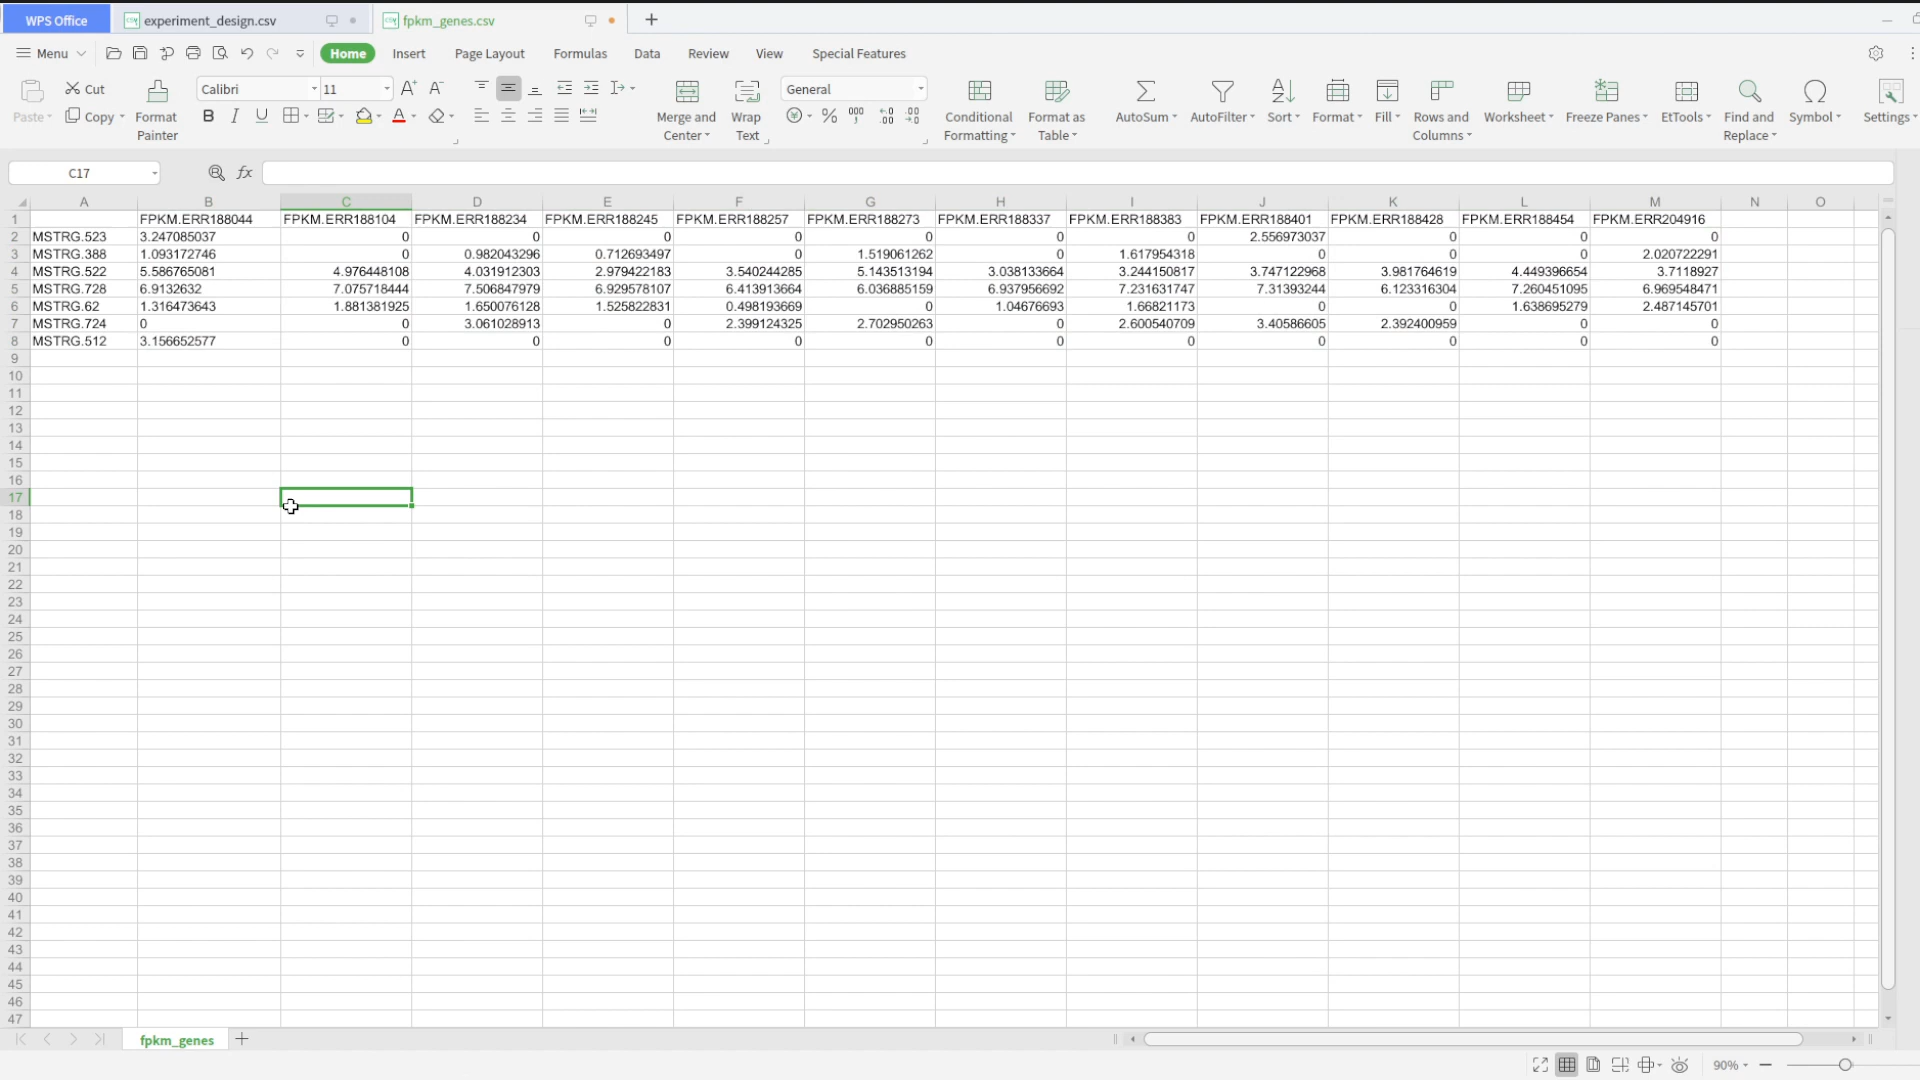 WPS Office experiment_design.csv fpkm_genes.csv
Menu Home Insert Page Layout Formulas Data Review View Special Features
Paste Cut Copy Format Painter Calibri 11 Merge and Center Wrap Text General Conditional Formatting Format as Table AutoSum AutoFilter Sort Format Fill Rows and Columns Worksheet Freeze Panes EtTools Find and Replace Symbol Settings
C17 fx
A B C D E F G H I J K L M N O
1 FPKM.ERR188044 FPKM.ERR188104 FPKM.ERR188234 FPKM.ERR188245 FPKM.ERR188257 FPKM.ERR188273 FPKM.ERR188337 FPKM.ERR188383 FPKM.ERR188401 FPKM.ERR188428 FPKM.ERR188454 FPKM.ERR204916
2 MSTRG.523 3.247085037 0 0 0 0 0 0 0 2.556973037 0 0 0
3 MSTRG.388 1.093172746 0 0.982043296 0.712693497 0 1.519061262 0 1.617954318 0 0 0 2.020722291
4 MSTRG.522 5.586765081 4.976448108 4.031912303 2.979422183 3.540244285 5.143513194 3.038133664 3.244150817 3.747122968 3.981764619 4.449396654 3.7118927
5 MSTRG.728 6.9132632 7.075718444 7.506847979 6.929578107 6.413913664 6.036885159 6.937956692 7.231631747 7.31393244 6.123316304 7.260451095 6.969548471
6 MSTRG.62 1.316473643 1.881381925 1.650076128 1.525822831 0.498193669 0 1.04676693 1.66821173 0 0 1.638695279 2.487145701
7 MSTRG.724 0 0 3.061028913 0 2.399124325 2.702950263 0 2.600540709 3.40586605 2.392400959 0 0
8 MSTRG.512 3.156652577 0 0 0 0 0 0 0 0 0 0 0
9
10
11
12
13
14
15
16
17
18
19
20
21
22
23
24
25
26
27
28
29
30
31
32
33
34
35
36
37
38
39
40
41
42
43
44
45
46
47
fpkm_genes
90%